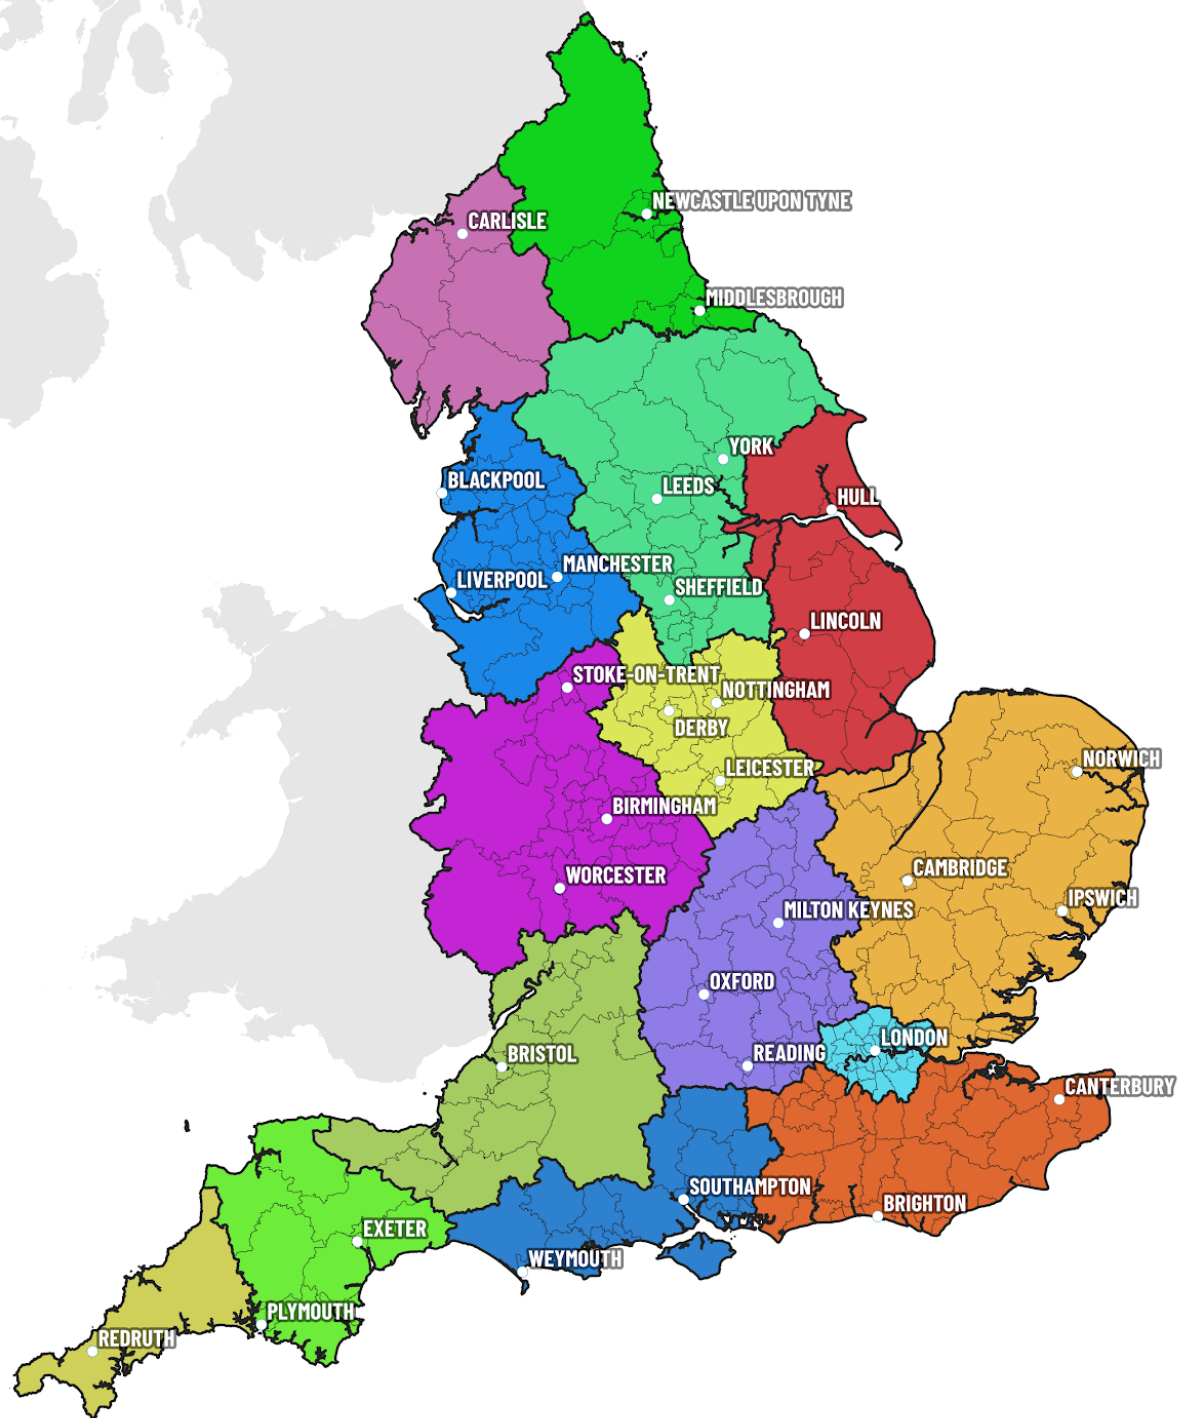 NEWCASTLE UPON TYNE
CARLISLE
MIDDLESBROUGH
YORK
BLACKPOOL
LEEDS
HULL
MANCHESTER
LIVERPOOL
SHEFFIELD
LINCOLN
STOKE-ON-TRENT
NOTTINGHAM
DERBY
NORWICH
LEICESTER
BIRMINGHAM
CAMBRIDGE
WORCESTER
IPSWICH
MILTON KEYNES
OXFORD
LONDON
BRISTOL
READING
CANTERBURY
SOUTHAMPTON
BRIGHTON
EXETER
WEYMOUTH
PLYMOUTH
REDRUTH